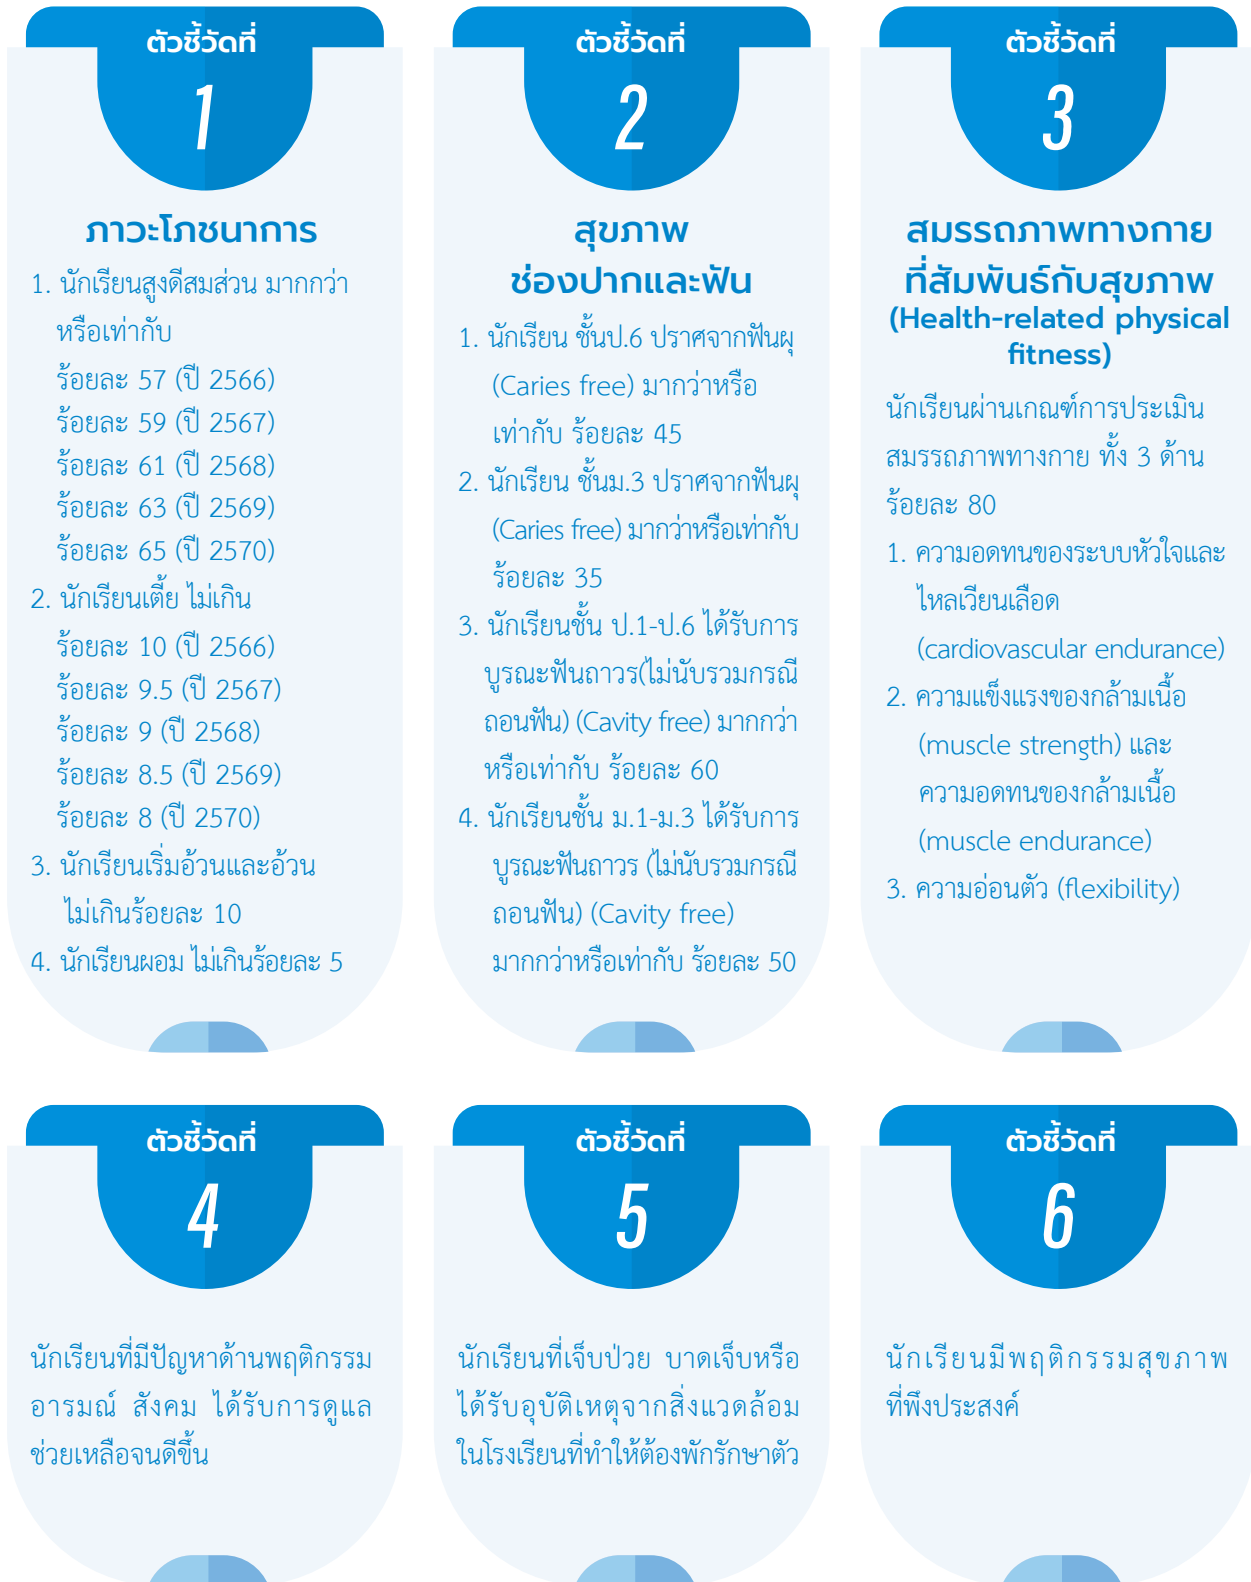 ตัวชี้วัดที่
1
ภาวะโภชนาการ
1. นักเรียนสูงดีสมส่วน มากกว่า
หรือเท่ากับ
ร้อยละ 57 (ปี 2566)
ร้อยละ 59 (ปี 2567)
ร้อยละ 61 (ปี 2568)
ร้อยละ 63 (ปี 2569)
ร้อยละ 65 (ปี 2570)
2. นักเรียนเตี้ย ไม่เกิน
ร้อยละ 10 (ปี 2566)
ร้อยละ 9.5 (ปี 2567)
ร้อยละ 9 (ปี 2568)
ร้อยละ 8.5 (ปี 2569)
ร้อยละ 8 (ปี 2570)
3. นักเรียนเริ่มอ้วนและอ้วน
ไม่เกินร้อยละ 10
4. นักเรียนผอม ไม่เกินร้อยละ 5
ตัวชี้วัดที่
2
สุขภาพ
ช่องปากและฟัน
1. นักเรียน ชั้นป.6 ปราศจากฟันผุ
(Caries free) มากว่าหรือ
เท่ากับ ร้อยละ 45
2. นักเรียน ชั้นม.3 ปราศจากฟันผุ
(Caries free) มากว่าหรือเท่ากับ
ร้อยละ 35
3. นักเรียนชั้น ป.1-ป.6 ได้รับการ
บูรณะฟันถาวร(ไม่นับรวมกรณี
ถอนฟัน) (Cavity free) มากกว่า
หรือเท่ากับ ร้อยละ 60
4. นักเรียนชั้น ม.1-ม.3 ได้รับการ
บูรณะฟันถาวร (ไม่นับรวมกรณี
ถอนฟัน) (Cavity free)
มากกว่าหรือเท่ากับ ร้อยละ 50
ตัวชี้วัดที่
3
สมรรถภาพทางกาย
ที่สัมพันธ์กับสุขภาพ
(Health-related physical
fitness)
นักเรียนผ่านเกณฑ์การประเมิน
สมรรถภาพทางกาย ทั้ง 3 ด้าน
ร้อยละ 80
1. ความอดทนของระบบหัวใจและ
ไหลเวียนเลือด
(cardiovascular endurance)
2. ความแข็งแรงของกล้ามเนื้อ
(muscle strength) และ
ความอดทนของกล้ามเนื้อ
(muscle endurance)
3. ความอ่อนตัว (flexibility)
ตัวชี้วัดที่
4
นักเรียนที่มีปัญหาด้านพฤติกรรม
อารมณ์ สังคม ได้รับการดูแล
ช่วยเหลือจนดีขึ้น
ตัวชี้วัดที่
5
นักเรียนที่เจ็บป่วย บาดเจ็บหรือ
ได้รับอุบัติเหตุจากสิ่งแวดล้อม
ในโรงเรียนที่ทำให้ต้องพักรักษาตัว
ตัวชี้วัดที่
6
นักเรียนมีพฤติกรรมสุขภาพ
ที่พึงประสงค์